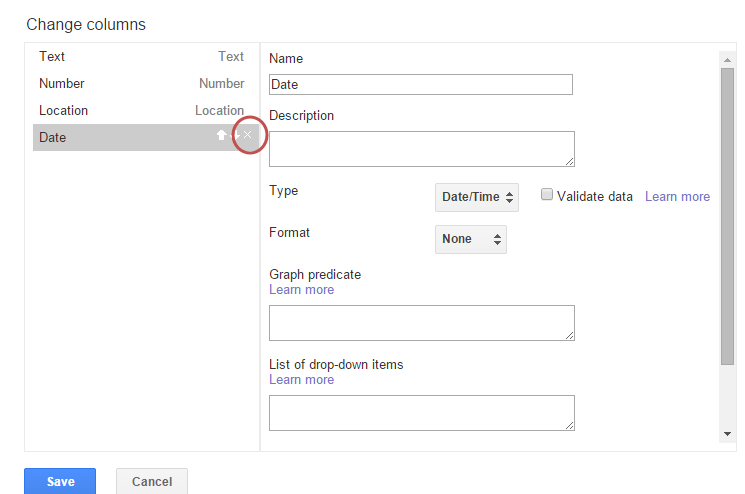 Change columns
Text Text
Number Number
Location Location
Date
Name
Date
Description
Type Date/Time Validate data Learn more
Format None
Graph predicate
Learn more
List of drop-down items
Learn more
Save Cancel